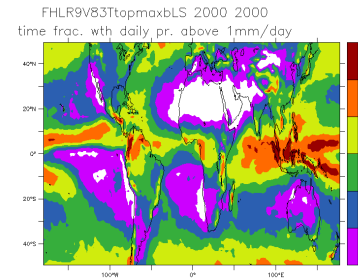 FHLR9V83TtopmaxbLS 2000 2000
time frac. wth daily pr. above 1mm/day
40°N
20°N
0°
20°S
40°S
100°W
0°
100°E